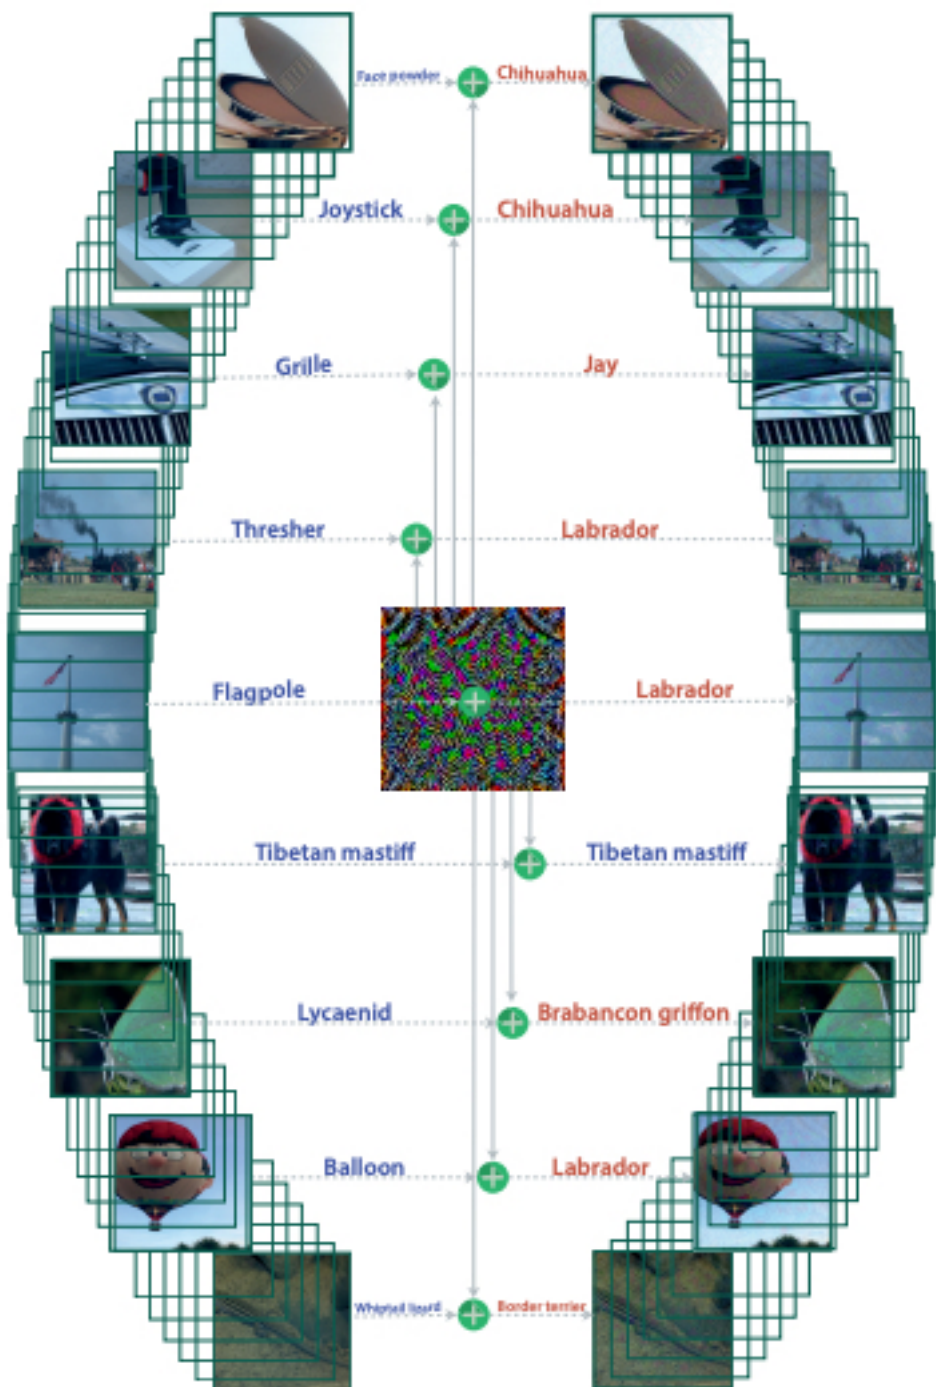 Face powder Chihuahua
Joystick Chihuahua
Grille Jay
Thresher Labrador
Flagpole Labrador
Tibetan mastiff Tibetan mastiff
Lycaenid Brabancon griffon
Balloon Labrador
Whiptail lizard Border terrier